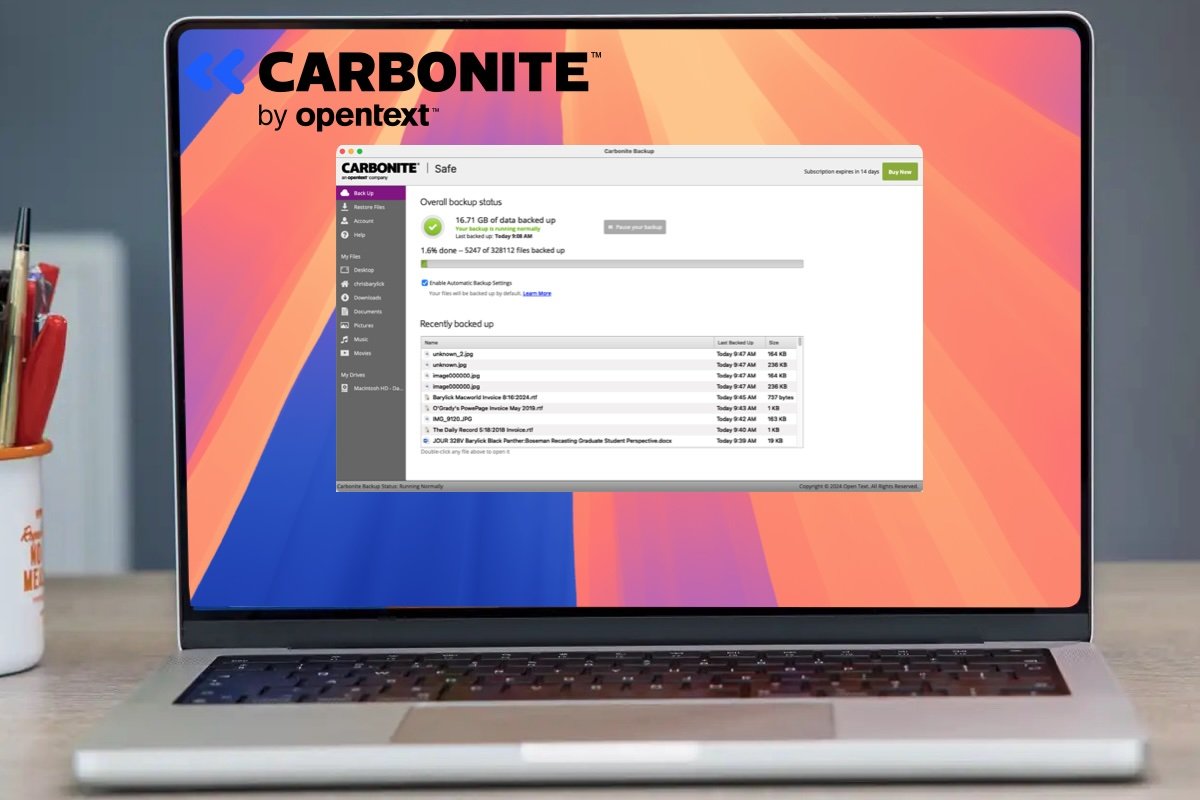 CARBONITE™
by opentext™
Carbonite Backup
CARBONITE® | Safe
an opentext company
Subscription expires in 14 days
Buy Now
Back Up
Restore Files
Account
Help
My Files
Desktop
chrisbarylick
Downloads
Documents
Pictures
Music
Movies
My Drives
Macintosh HD - Da...
Overall backup status
16.71 GB of data backed up
Your backup is running normally
Last backed up: Today 9:08 AM
Pause your backup
1.6% done -- 5247 of 328112 files backed up
Enable Automatic Backup Settings
Your files will be backed up by default. Learn More
Recently backed up
Name Last Backed Up Size
unknown_2.jpg Today 9:47 AM 164 KB
unknown.jpg Today 9:47 AM 236 KB
image000000.jpg Today 9:47 AM 164 KB
image000000.jpg Today 9:47 AM 236 KB
Barylick Macworld Invoice 8:16:2024.rtf Today 9:45 AM 737 bytes
O'Grady's PowePage Invoice May 2019.rtf Today 9:43 AM 1 KB
IMG_9120.JPG Today 9:42 AM 163 KB
The Daily Record 5:18:2018 Invoice.rtf Today 9:40 AM 1 KB
JOUR 328V Barylick Black Panther:Boseman Recasting Graduate Student Perspective.docx Today 9:39 AM 19 KB
Double-click any file above to open it
Carbonite Backup Status: Running Normally
Copyright © 2024 Open Text. All Rights Reserved.
NO